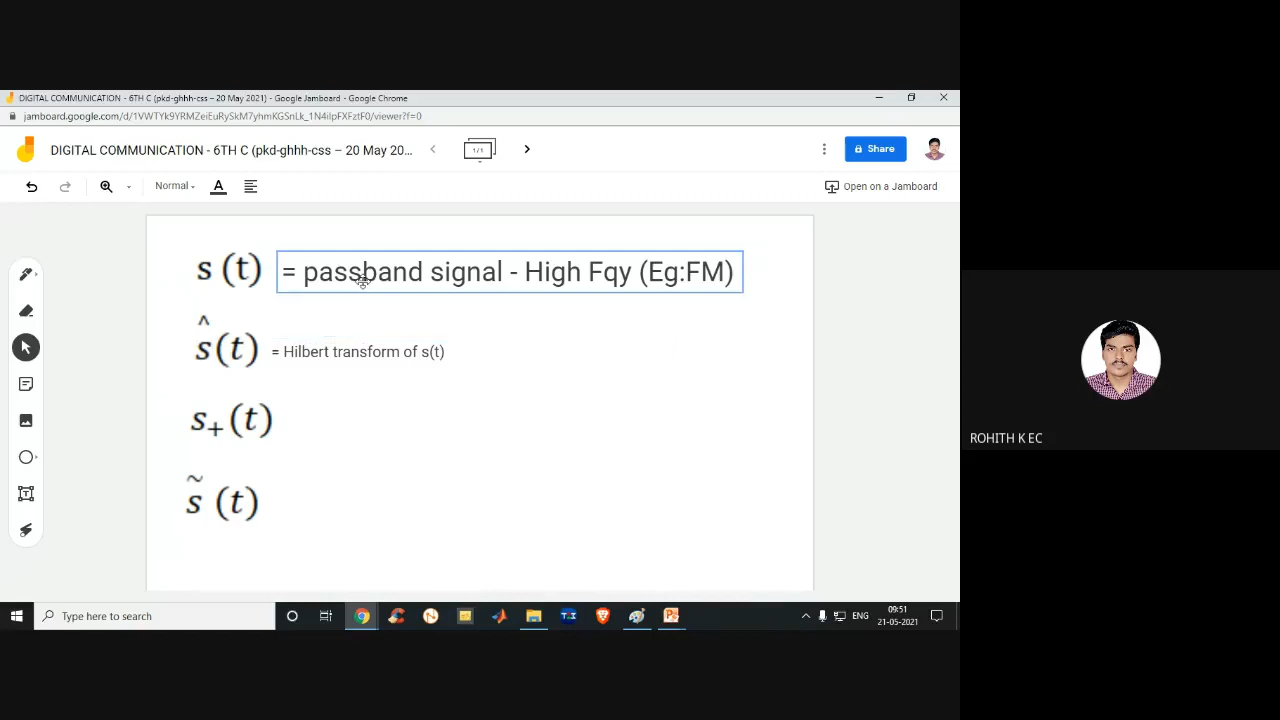 DIGITAL COMMUNICATION - 6TH C (pkd-ghhh-css – 20 May 2021) - Google Jamboard - Google Chrome
jamboard.google.com/d/1VWTYk9YRMZeiEuRySkM7yhmKGSnLk_1N4ilpFXFztF0/viewer?f=0
DIGITAL COMMUNICATION - 6TH C (pkd-ghhh-css – 20 May 20...
1/1
Share
Normal
A
Open on a Jamboard
s (t) = passband signal - High Fqy (Eg:FM)
ŝ(t) = Hilbert transform of s(t)
s₊(t)
s̃ (t)
ROHITH K EC
Type here to search
ENG
09:51
21-05-2021